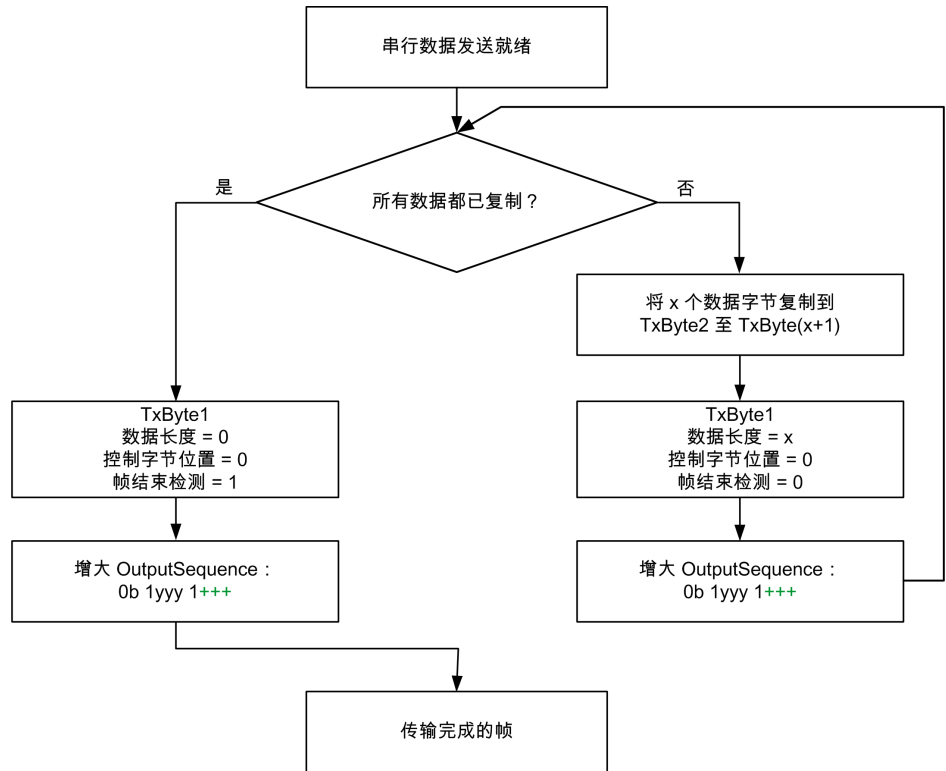 串行数据发送就绪
所有数据都已复制？
是
否
将 x 个数据字节复制到
TxByte2 至 TxByte(x+1)
TxByte1
数据长度 = 0
控制字节位置 = 0
帧结束检测 = 1
TxByte1
数据长度 = x
控制字节位置 = 0
帧结束检测 = 0
增大 OutputSequence：
0b 1yyy 1+++
增大 OutputSequence：
0b 1yyy 1+++
传输完成的帧